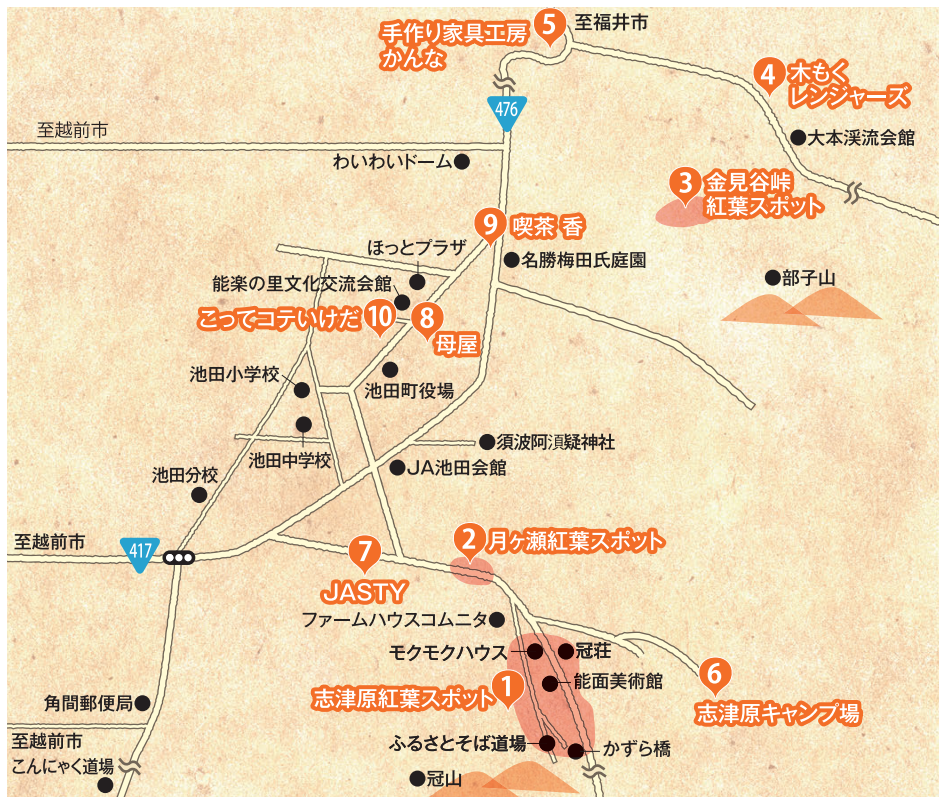 5
手作り家具工房
かんな
至福井市
4
木もく
レンジャーズ
476
至越前市
大本渓流会館
わいわいドーム
3
金見谷峠
紅葉スポット
9
喫茶 香
ほっとプラザ
名勝梅田氏庭園
能楽の里文化交流会館
部子山
こってコテいけだ
10
8
母屋
池田小学校
池田町役場
須波阿湏疑神社
池田中学校
JA池田会館
池田分校
至越前市
417
7
JASTY
2
月ヶ瀬紅葉スポット
ファームハウスコムニタ
モクモクハウス
冠荘
能面美術館
志津原紅葉スポット
1
6
志津原キャンプ場
角間郵便局
至越前市
ふるさとそば道場
かずら橋
こんにゃく道場
冠山